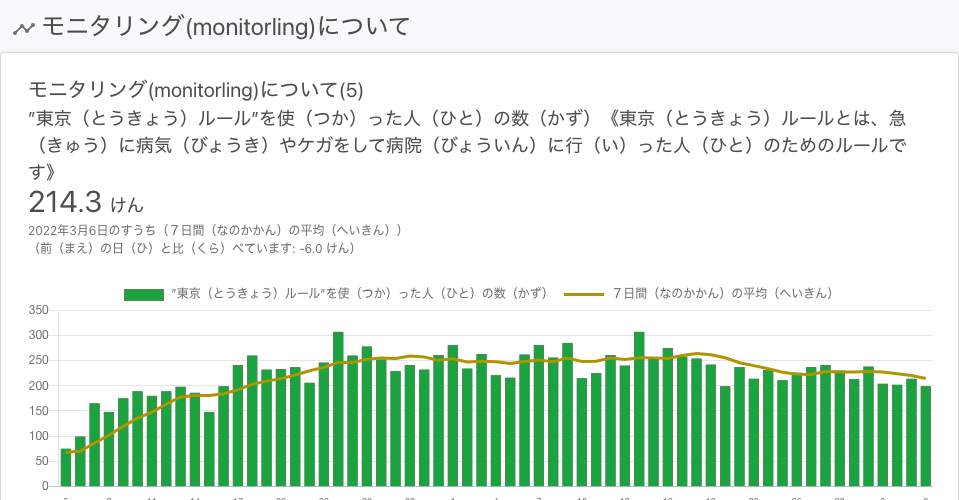 モニタリング(monitorling)について
モニタリング(monitorling)について(5)
”東京（とうきょう）ルール”を使（つか）った人（ひと）の数（かず）《東京（とうきょう）ルールとは、急
（きゅう）に病気（びょうき）やケガをして病院（びょういん）に行（い）った人（ひと）のためのルールで
す》
214.3 けん
2022年3月6日のすうち（７日間（なのかかん）の平均（へいきん））
（前（まえ）の日（ひ）と比（くら）べています: -6.0 けん）
”東京（とうきょう）ルール”を使（つか）った人（ひと）の数（かず） ７日間（なのかかん）の平均（へいきん）
350
300
250
200
150
100
50
0